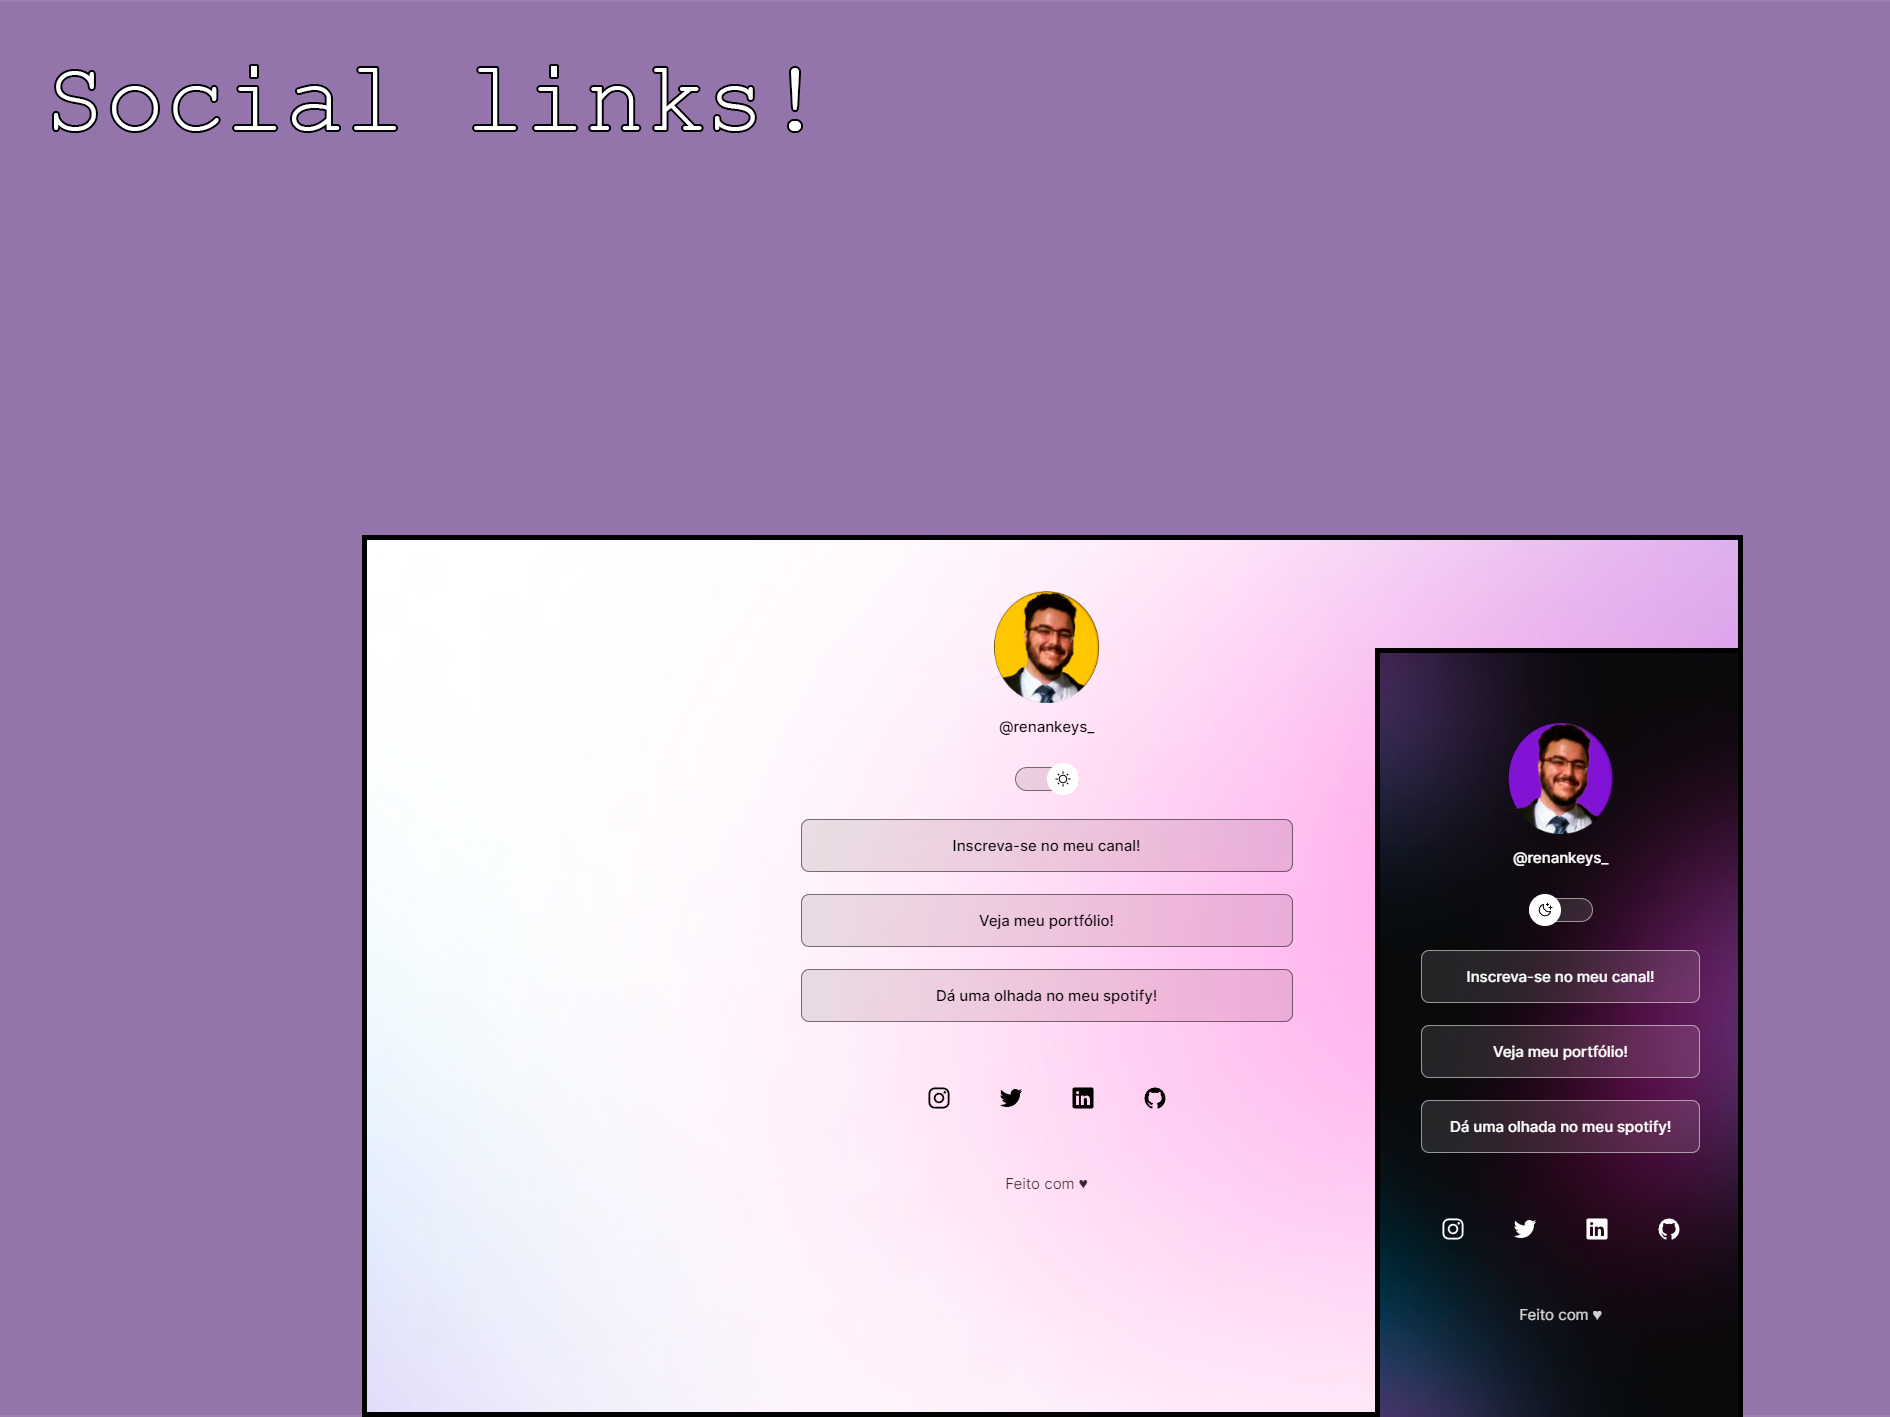 Social links!
@renankeys_
Inscreva-se no meu canal!
Veja meu portfólio!
Dá uma olhada no meu spotify!
Feito com ♥
@renankeys_
Inscreva-se no meu canal!
Veja meu portfólio!
Dá uma olhada no meu spotify!
Feito com ♥